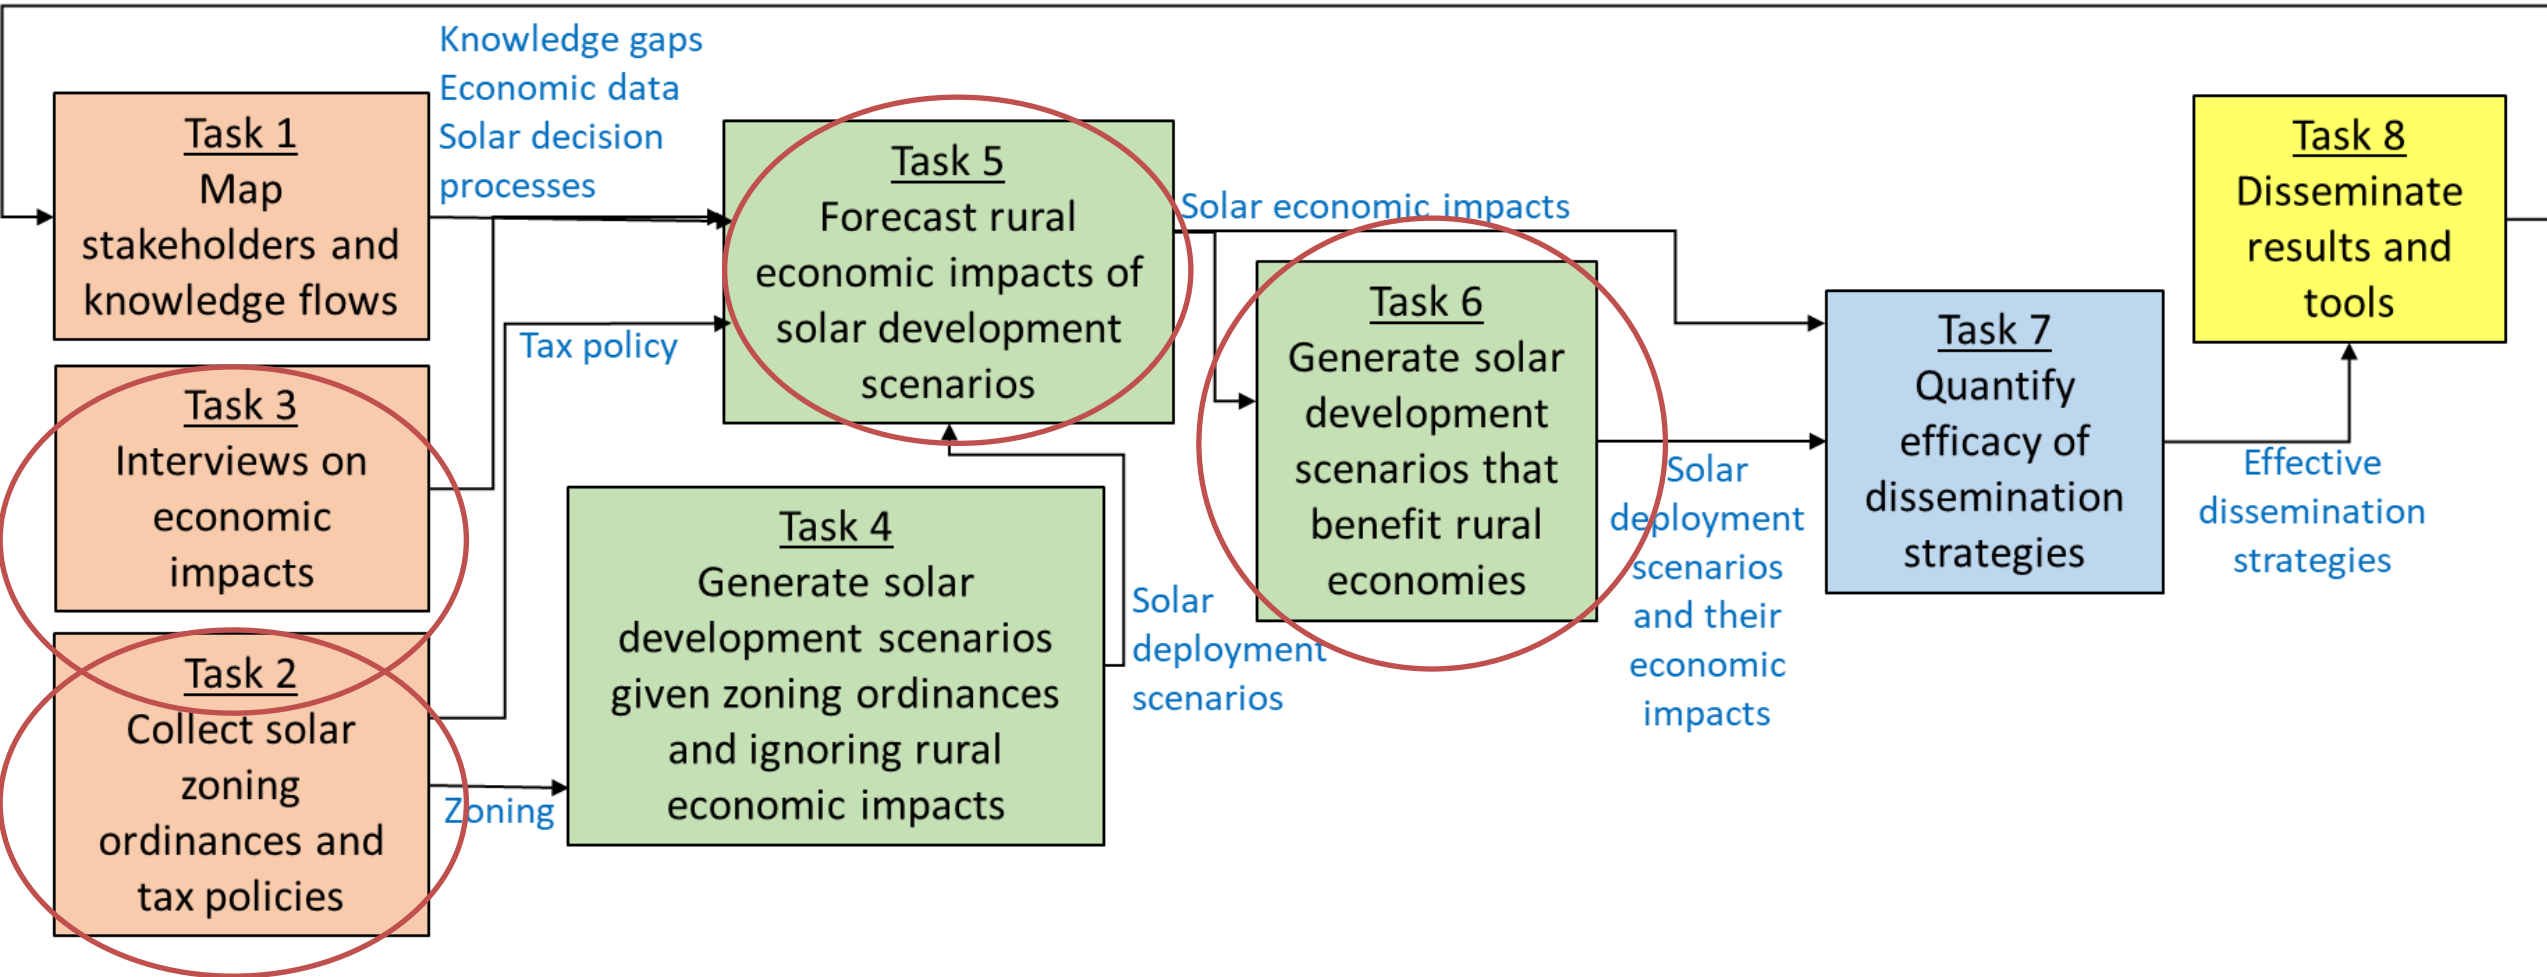 Knowledge gaps
Economic data
Solar decision
processes
Task 1
Map
stakeholders and
knowledge flows
Task 3
Interviews on
economic
impacts
Task 2
Collect solar
zoning
ordinances and
tax policies
Tax policy
Zoning
Task 5
Forecast rural
economic impacts of
solar development
scenarios
Task 4
Generate solar
development scenarios
given zoning ordinances
and ignoring rural
economic impacts
Solar
deployment
scenarios
Solar economic impacts
Task 6
Generate solar
development
scenarios that
benefit rural
economies
Solar
deployment
scenarios
and their
economic
impacts
Task 7
Quantify
efficacy of
dissemination
strategies
Effective
dissemination
strategies
Task 8
Disseminate
results and
tools